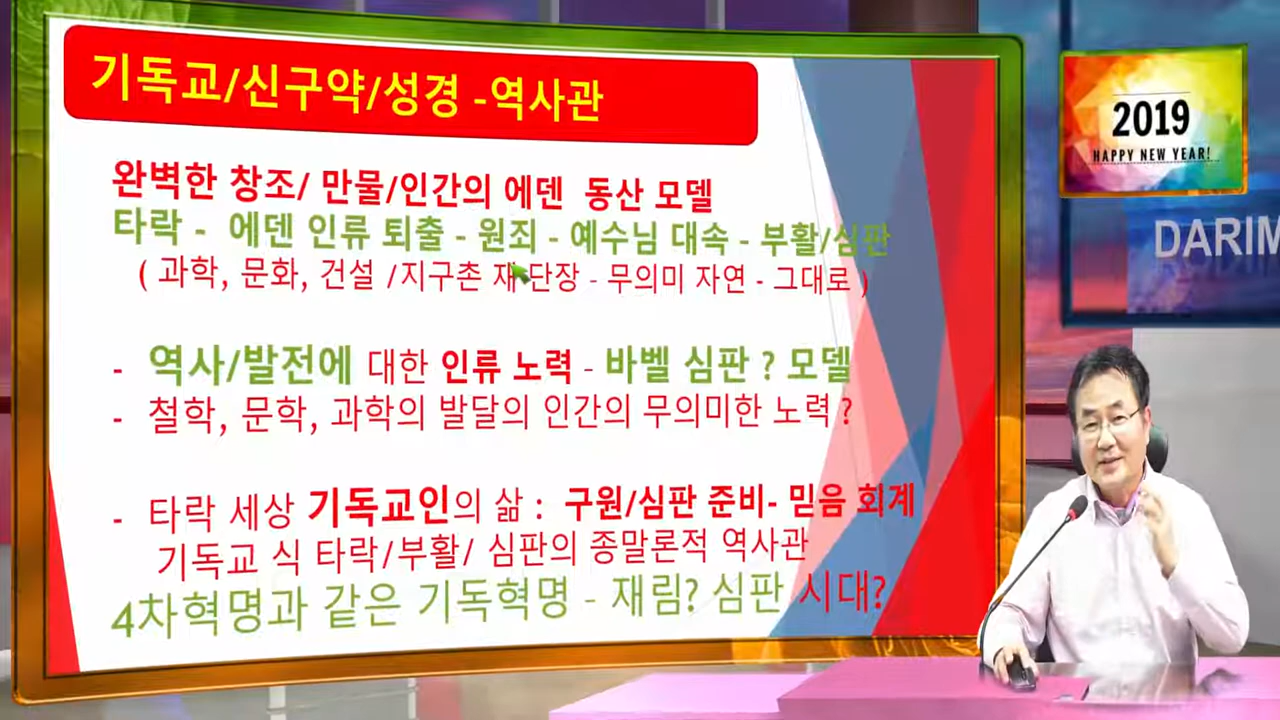 기독교/신구약/성경 -역사관
완벽한 창조/ 만물/인간의 에덴 동산 모델
타락 - 에덴 인류 퇴출 - 원죄 - 예수님 대속 - 부활/심판
( 과학, 문화, 건설 /지구촌 재 단장 - 무의미 자연 - 그대로 )
- 역사/발전에 대한 인류 노력 - 바벨 심판 ? 모델
- 철학, 문학, 과학의 발달의 인간의 무의미한 노력 ?
- 타락 세상 기독교인의 삶 : 구원/심판 준비- 믿음 회계
기독교 식 타락/부활/ 심판의 종말론적 역사관
4차혁명과 같은 기독혁명 - 재림? 심판 시대?
2019
HAPPY NEW YEAR!
DARIM